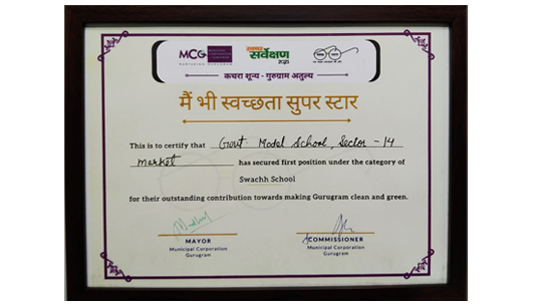 MCG
स्वच्छ
सर्वेक्षण
कचरा शून्य - गुरुग्राम अतुल्य
मैं भी स्वच्छता सुपर स्टार
This is to certify that Govt. Model School, Sector - 14
Market has secured first position under the category of
Swachh School
for their outstanding contribution towards making Gurugram clean and green.
MAYOR
Municipal Corporation
Gurugram
COMMISSIONER
Municipal Corporation
Gurugram